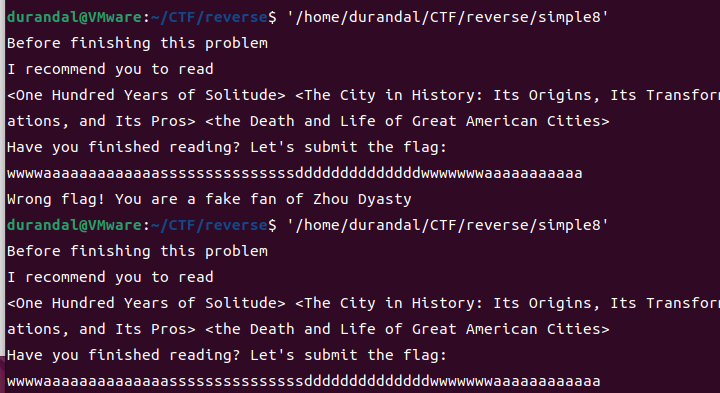 durandal@VMware:~/CTF/reverse$ '/home/durandal/CTF/reverse/simple8'
Before finishing this problem
I recommend you to read
<One Hundred Years of Solitude> <The City in History: Its Origins, Its Transfor
ations, and Its Pros> <the Death and Life of Great American Cities>
Have you finished reading? Let's submit the flag:
wwwwaaaaaaaaaaaaasssssssssssssssddddddddddddddwwwwwwwaaaaaaaaaaa
Wrong flag! You are a fake fan of Zhou Dyasty
durandal@VMware:~/CTF/reverse$ '/home/durandal/CTF/reverse/simple8'
Before finishing this problem
I recommend you to read
<One Hundred Years of Solitude> <The City in History: Its Origins, Its Transfor
ations, and Its Pros> <the Death and Life of Great American Cities>
Have you finished reading? Let's submit the flag:
wwwwaaaaaaaaaaaaaasssssssssssssssddddddddddddddwwwwwwwaaaaaaaaaaaa